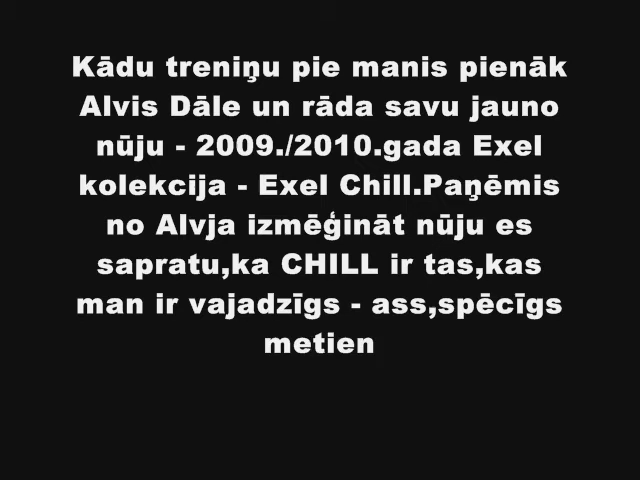 Kādu treniņu pie manis pienāk
Alvis Dāle un rāda savu jauno
nūju - 2009./2010.gada Exel
kolekcija - Exel Chill.Paņēmis
no Alvja izmēģināt nūju es
sapratu,ka CHILL ir tas,kas
man ir vajadzīgs - ass,spēcīgs
metien